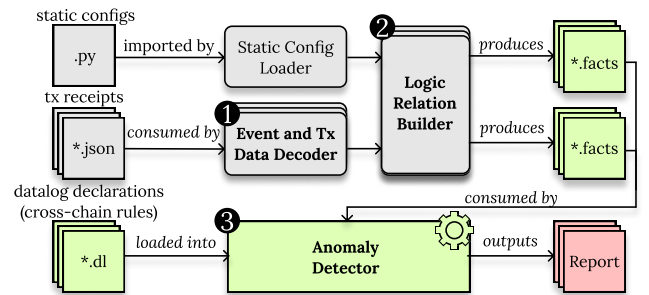 static configs
.py
imported by
Static Config
Loader
2
Logic
Relation
Builder
produces
*.facts
tx receipts
*.json
consumed by
1
Event and Tx
Data Decoder
produces
*.facts
datalog declarations
(cross-chain rules)
*.dl
loaded into
3
Anomaly
Detector
consumed by
outputs
Report